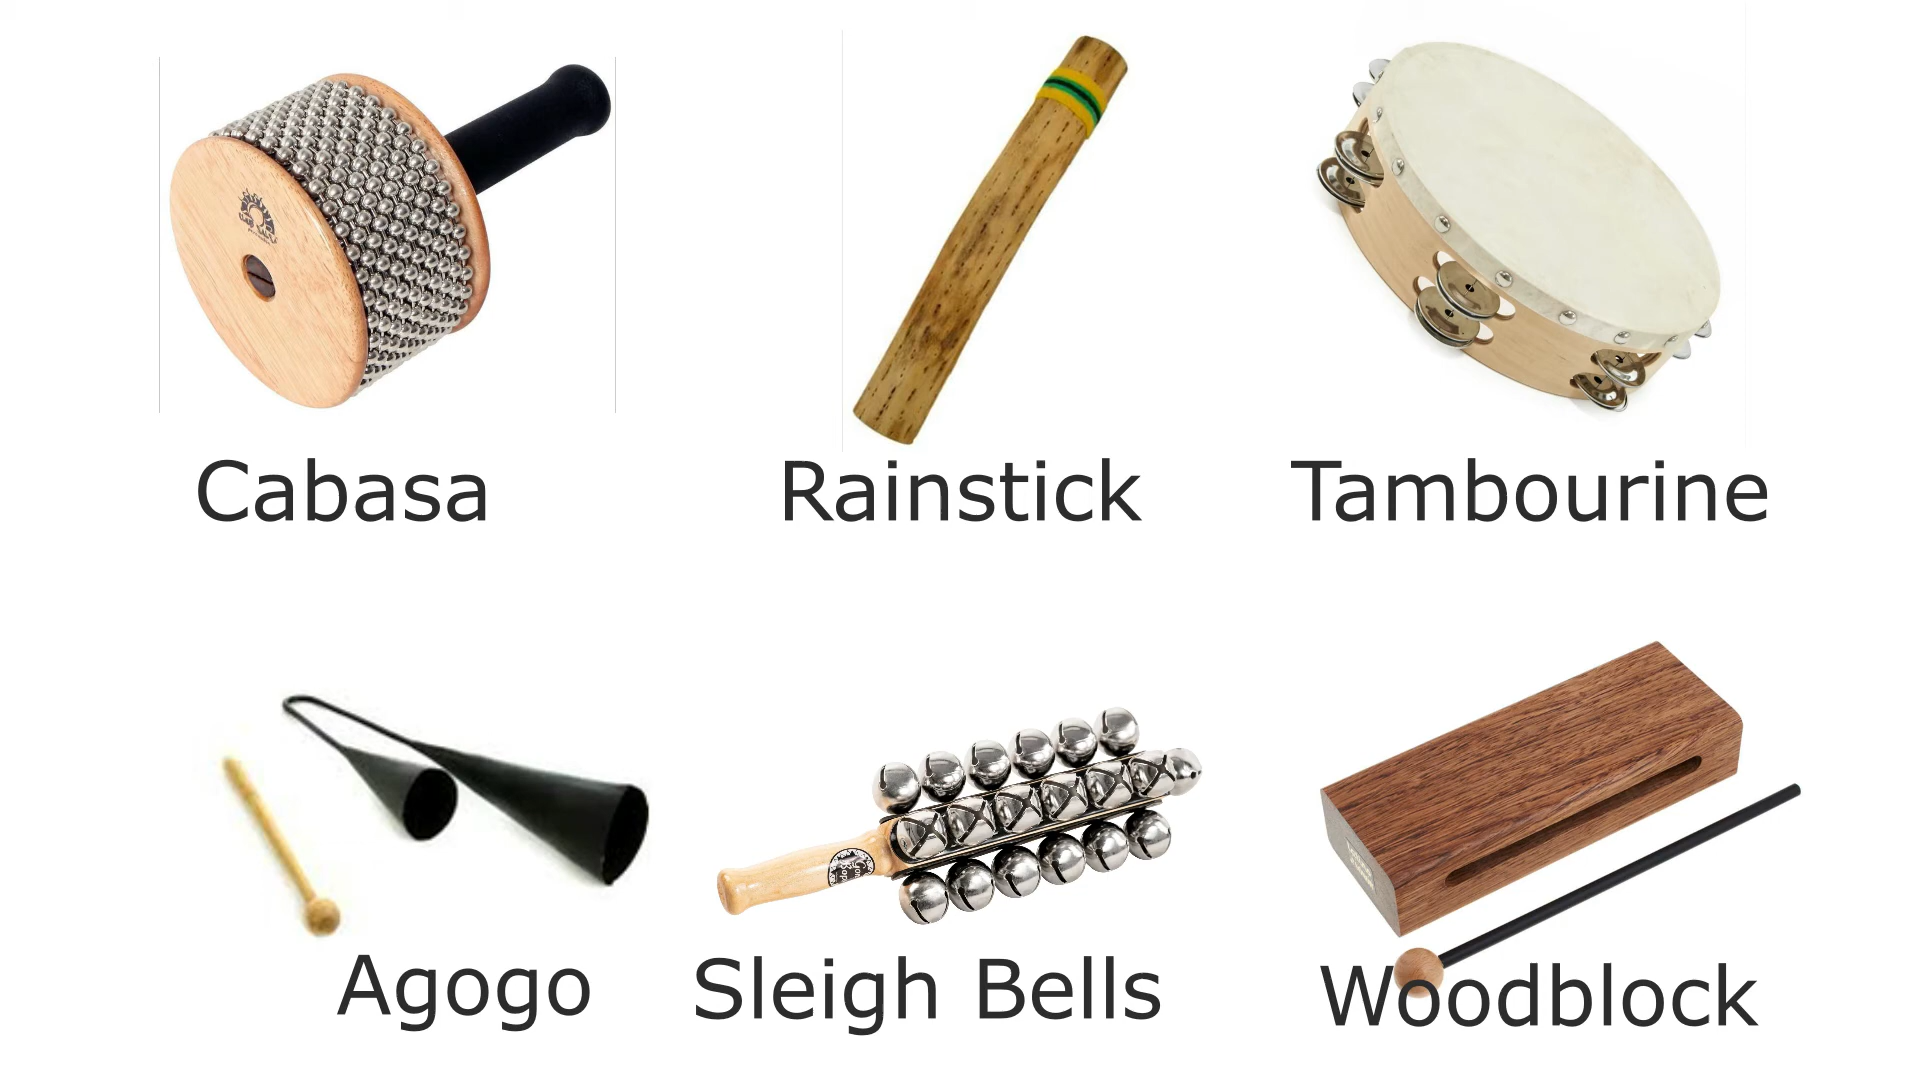 Cabasa
Rainstick
Tambourine
Agogo
Sleigh Bells
Woodblock